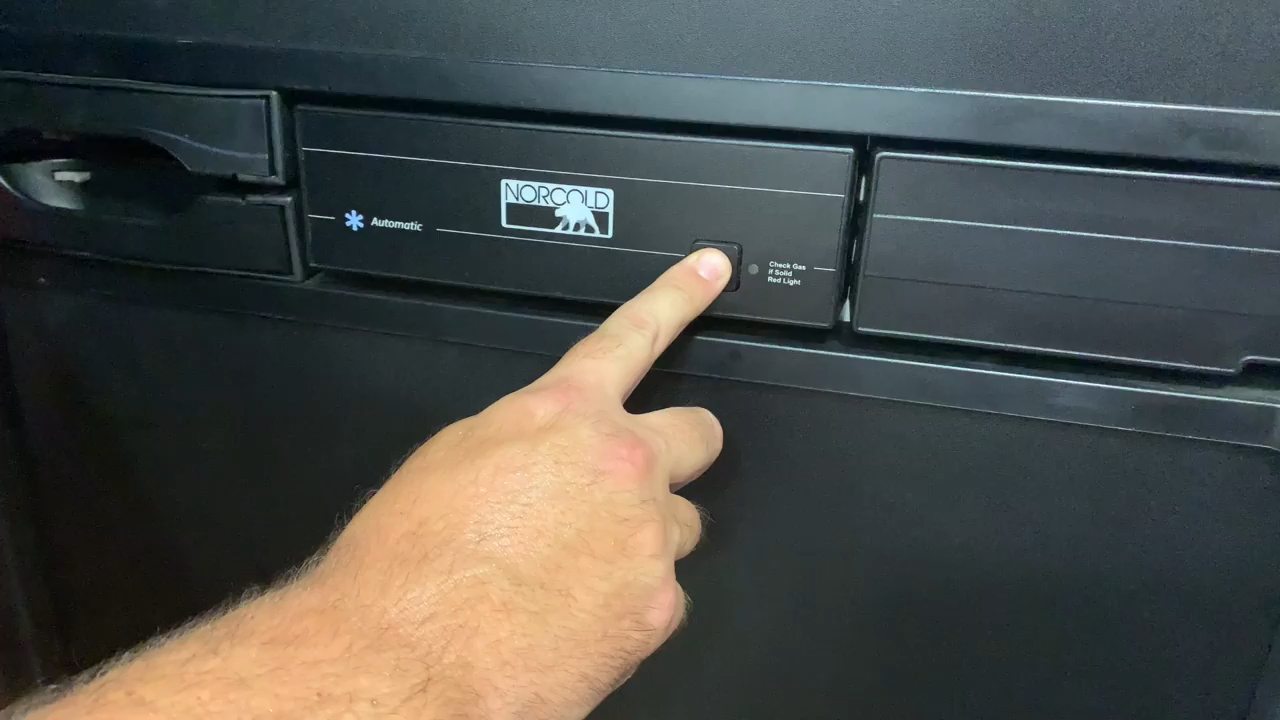 NORCOLD
Automatic
Check Gas
if Solid
Red Light